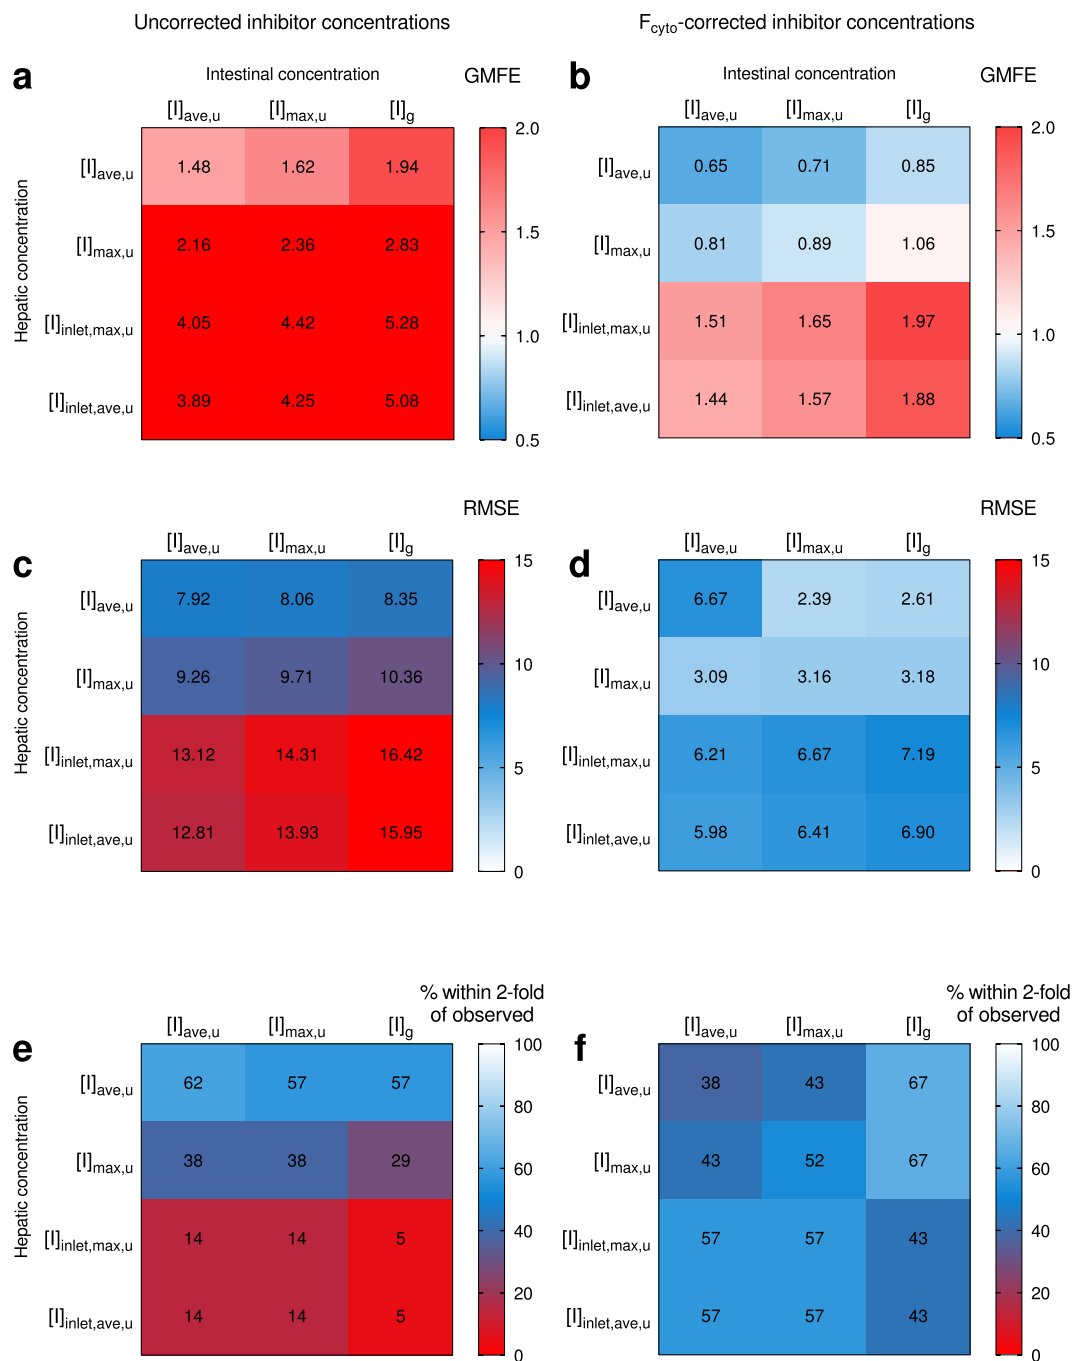 Uncorrected inhibitor concentrations
F_cyto-corrected inhibitor concentrations
a
Intestinal concentration
GMFE
[I]ave,u [I]max,u [I]g
Hepatic concentration
[I]ave,u 1.48 1.62 1.94
[I]max,u 2.16 2.36 2.83
[I]inlet,max,u 4.05 4.42 5.28
[I]inlet,ave,u 3.89 4.25 5.08
2.0
1.5
1.0
0.5
b
Intestinal concentration
GMFE
[I]ave,u [I]max,u [I]g
[I]ave,u 0.65 0.71 0.85
[I]max,u 0.81 0.89 1.06
[I]inlet,max,u 1.51 1.65 1.97
[I]inlet,ave,u 1.44 1.57 1.88
2.0
1.5
1.0
0.5
c
RMSE
[I]ave,u [I]max,u [I]g
Hepatic concentration
[I]ave,u 7.92 8.06 8.35
[I]max,u 9.26 9.71 10.36
[I]inlet,max,u 13.12 14.31 16.42
[I]inlet,ave,u 12.81 13.93 15.95
15
10
5
0
d
RMSE
[I]ave,u [I]max,u [I]g
[I]ave,u 6.67 2.39 2.61
[I]max,u 3.09 3.16 3.18
[I]inlet,max,u 6.21 6.67 7.19
[I]inlet,ave,u 5.98 6.41 6.90
15
10
5
0
e
% within 2-fold
of observed
[I]ave,u [I]max,u [I]g
Hepatic concentration
[I]ave,u 62 57 57
[I]max,u 38 38 29
[I]inlet,max,u 14 14 5
[I]inlet,ave,u 14 14 5
100
80
60
40
20
0
f
% within 2-fold
of observed
[I]ave,u [I]max,u [I]g
[I]ave,u 38 43 67
[I]max,u 43 52 67
[I]inlet,max,u 57 57 43
[I]inlet,ave,u 57 57 43
100
80
60
40
20
0